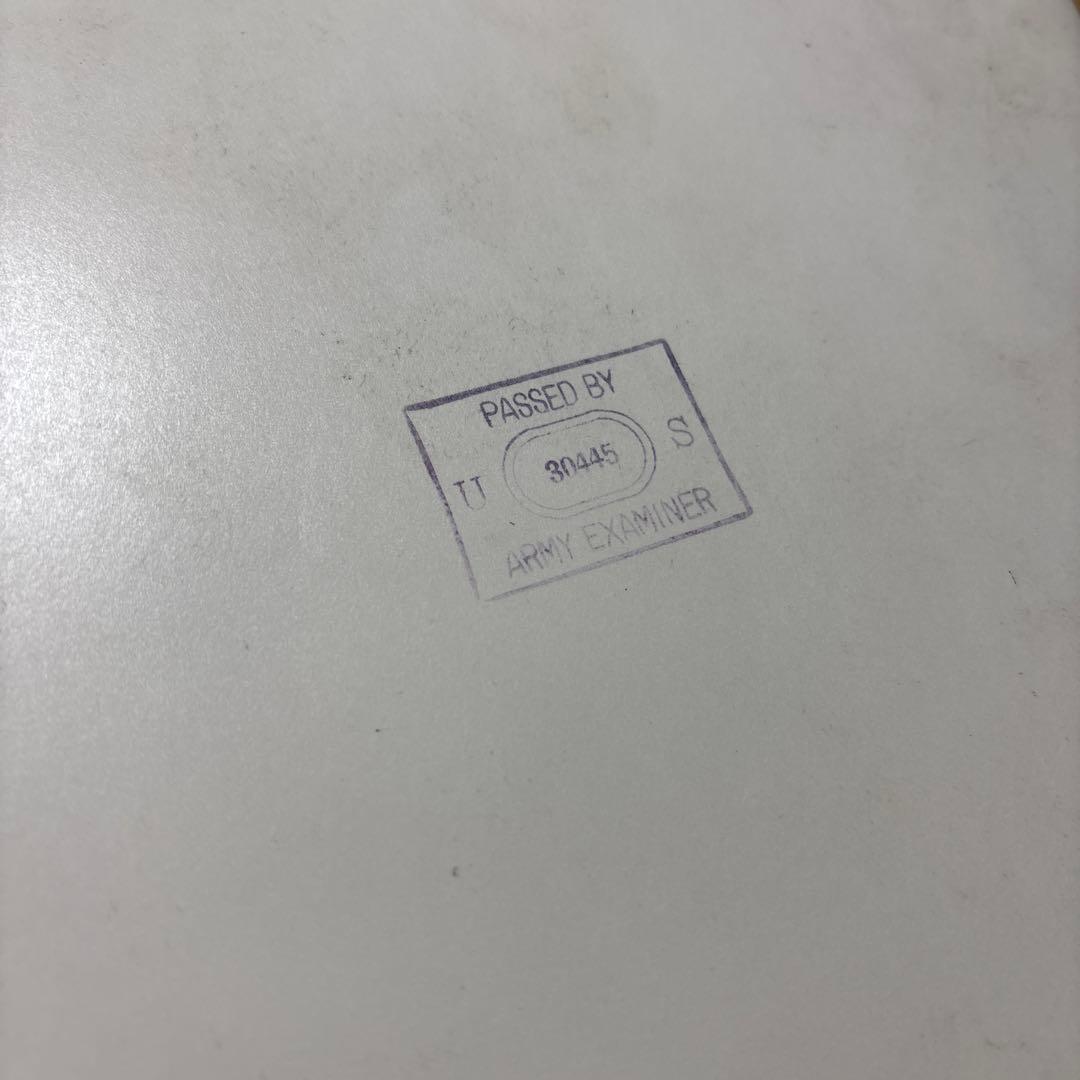 PASSED BY
U 30445 S
ARMY EXAMINER